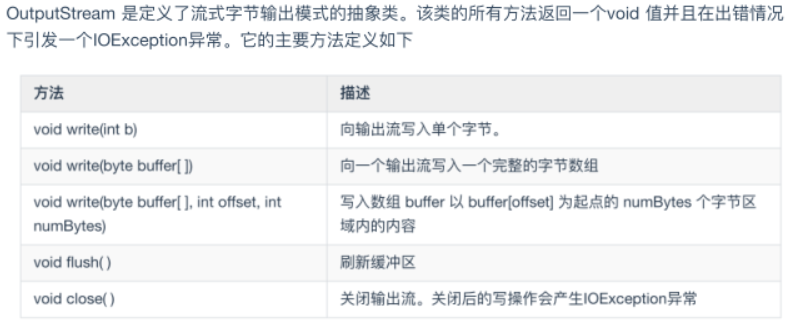 OutputStream 是定义了流式字节输出模式的抽象类。该类的所有方法返回一个void 值并且在出错情况
下引发一个IOException异常。它的主要方法定义如下
方法 描述
void write(int b) 向输出流写入单个字节。
void write(byte buffer[ ]) 向一个输出流写入一个完整的字节数组
void write(byte buffer[ ], int offset, int 写入数组 buffer 以 buffer[offset] 为起点的 numBytes 个字节区
numBytes) 域内的内容
void flush( ) 刷新缓冲区
void close( ) 关闭输出流。关闭后的写操作会产生IOException异常